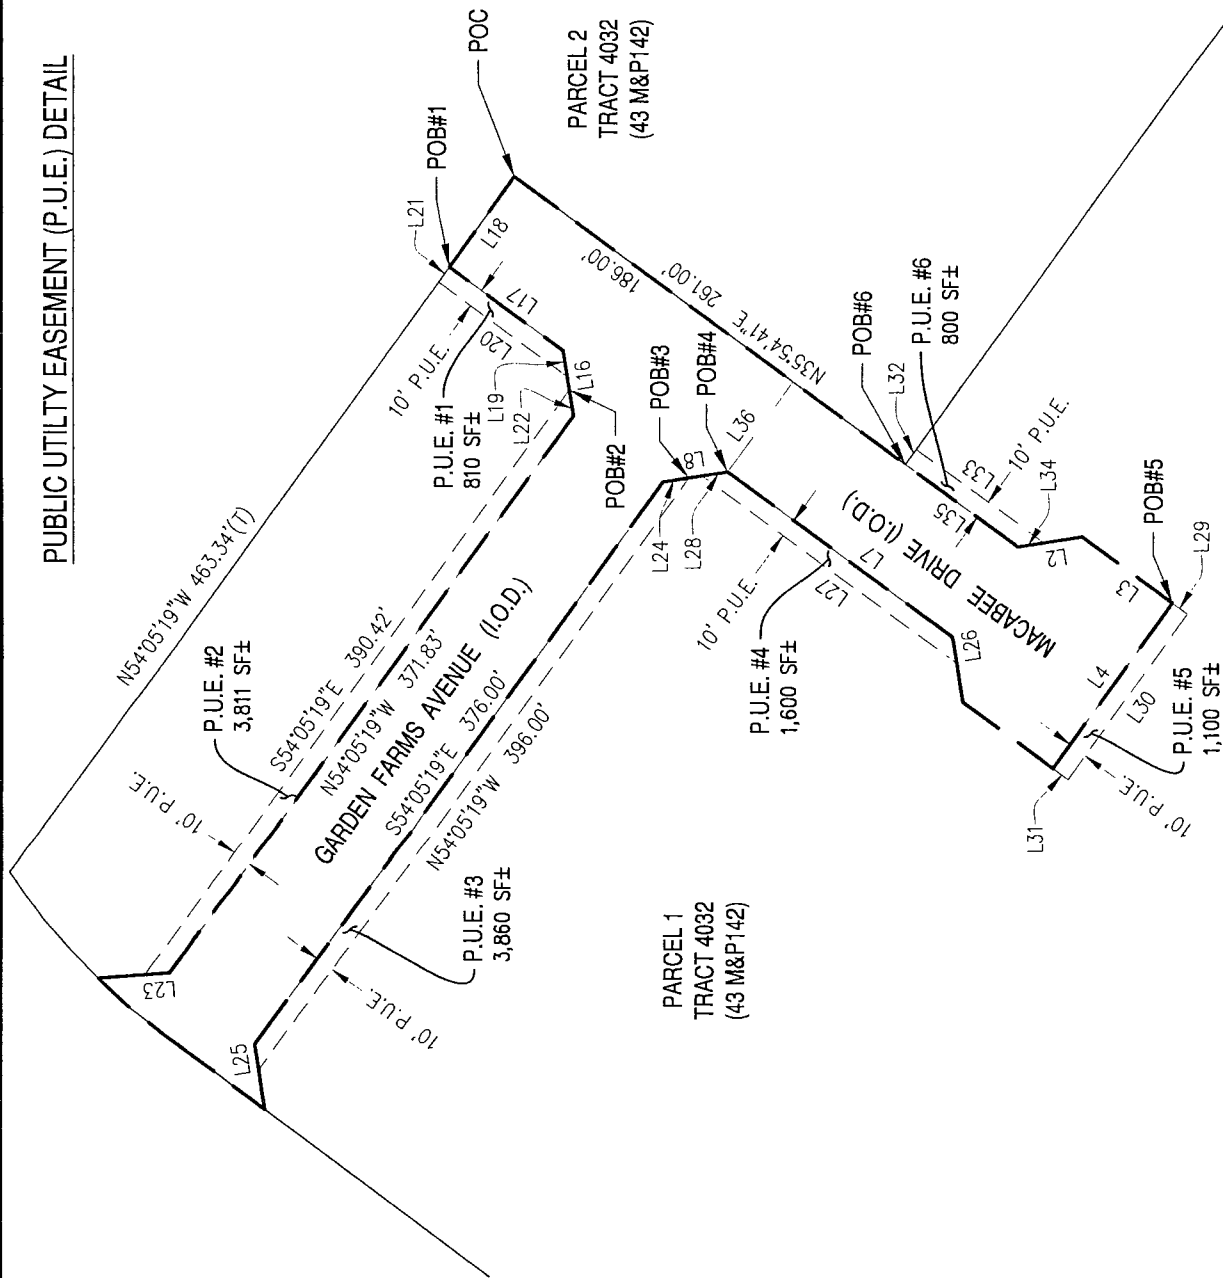 PUBLIC UTILITY EASEMENT (P.U.E.) DETAIL
POC
PARCEL 2
TRACT 4032
(43 M&P142)
POB#1
L21
L18
L17
L20
10' P.U.E.
P.U.E. #1
810 SF±
L19
L22
L16
POB#2
N54°05'19"W 463.34'(T)
186.00'
261.00'
N35°54'41"E
P.U.E. #2
3,811 SF±
10' P.U.E.
S54°05'19"E 390.42'
N54°05'19"W 371.83'
GARDEN FARMS AVENUE (I.O.D.)
S54°05'19"E 376.00'
N54°05'19"W 396.00'
L23
L25
10' P.U.E.
P.U.E. #3
3,860 SF±
POB#3
POB#4
L8
L36
L24
L28
10' P.U.E.
L7
L27
P.U.E. #4
1,600 SF±
L26
MACABEE DRIVE (I.O.D.)
POB#6
L32
P.U.E. #6
800 SF±
L33
10' P.U.E.
L35
L34
L2
L3
POB#5
L29
L4
L30
P.U.E. #5
1,100 SF±
L31
10' P.U.E.
PARCEL 1
TRACT 4032
(43 M&P142)